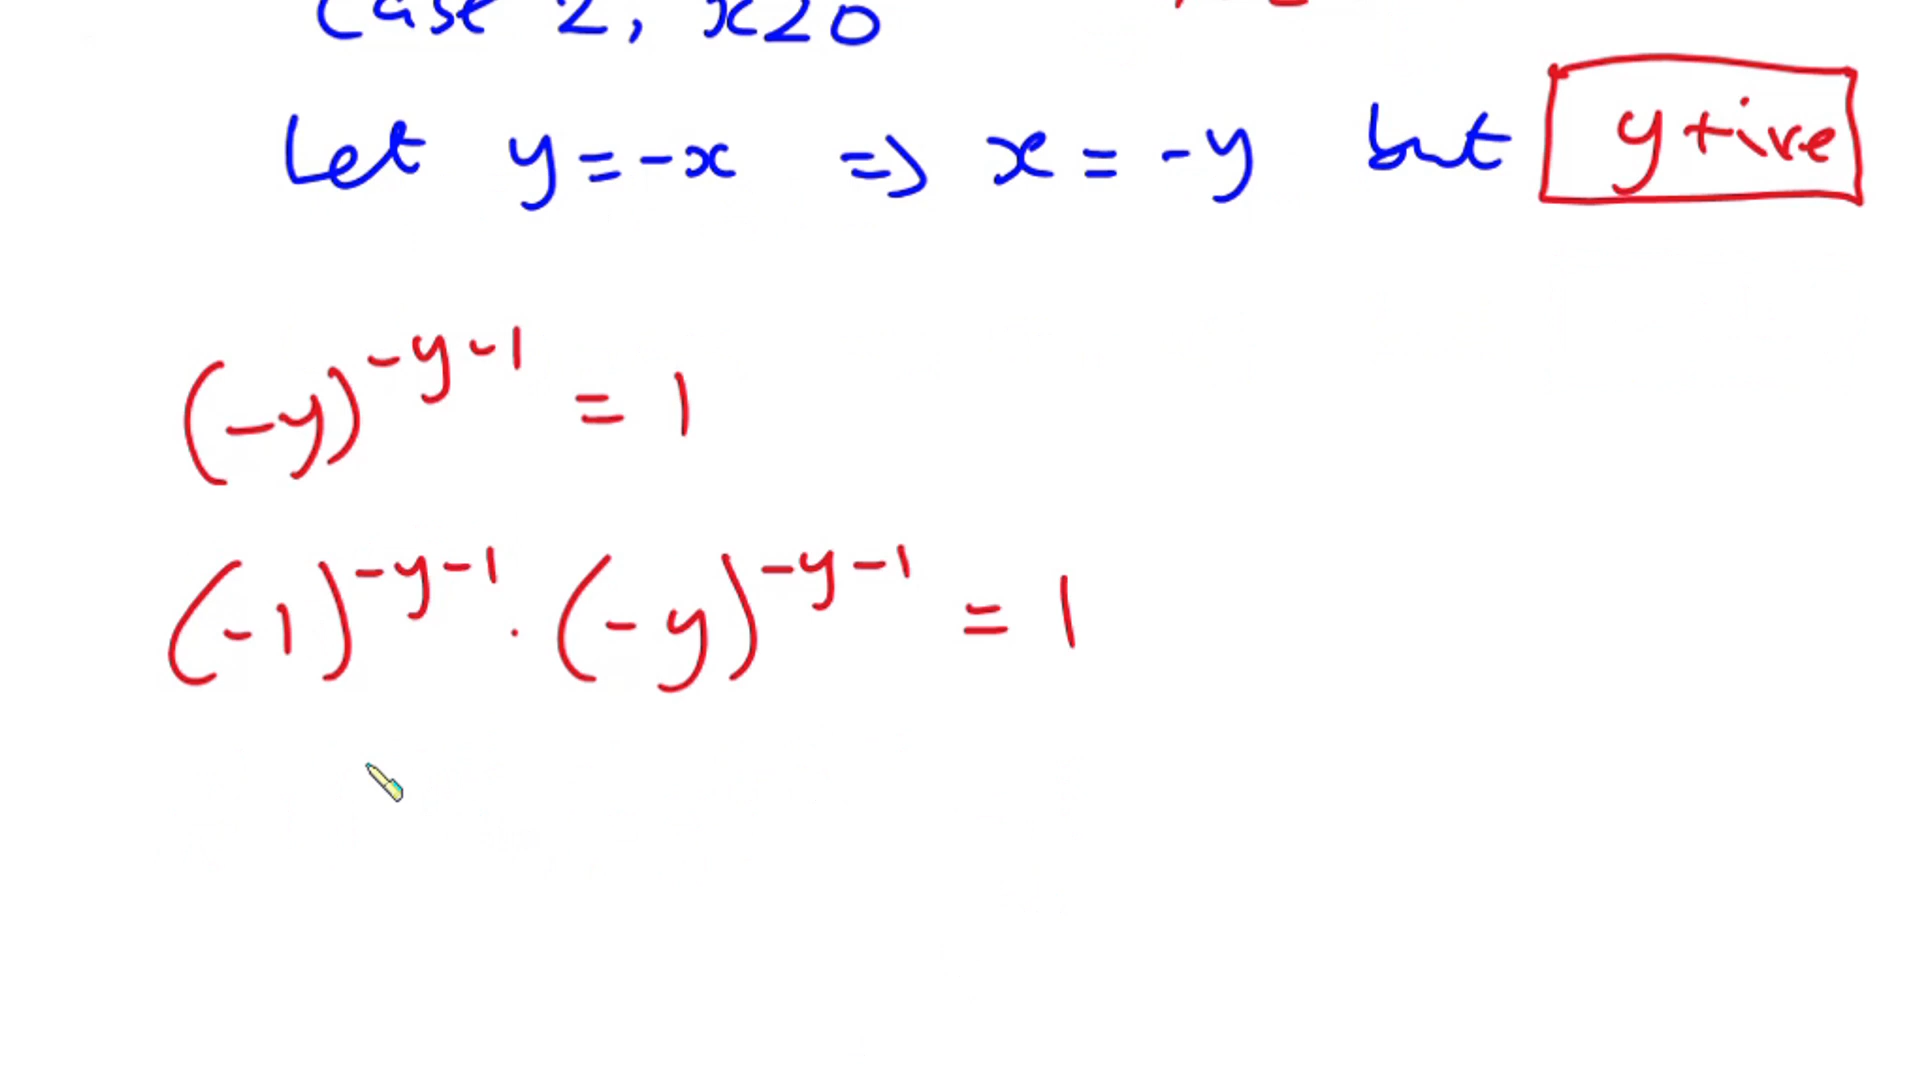 Case 2, x<0
Let y = -x => x = -y but y+ive
(-y)^{-y-1} = 1
(-1)^{-y-1} . (-y)^{-y-1} = 1